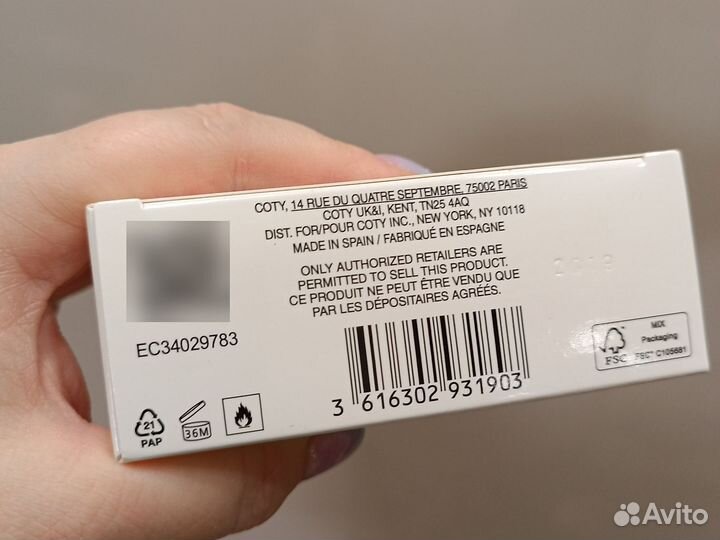 COTY, 14 RUE DU QUATRE SEPTEMBRE, 75002 PARIS
COTY UK&I, KENT, TN25 4AQ
DIST. FOR/POUR COTY INC., NEW YORK, NY 10118
MADE IN SPAIN / FABRIQUÉ EN ESPAGNE
ONLY AUTHORIZED RETAILERS ARE
PERMITTED TO SELL THIS PRODUCT.
CE PRODUIT NE PEUT ÊTRE VENDU QUE
PAR LES DÉPOSITAIRES AGRÉÉS.
EC34029783
3 616302 931903
21
PAP
36M
FSC
MIX
Packaging
FSC® C105681
Avito